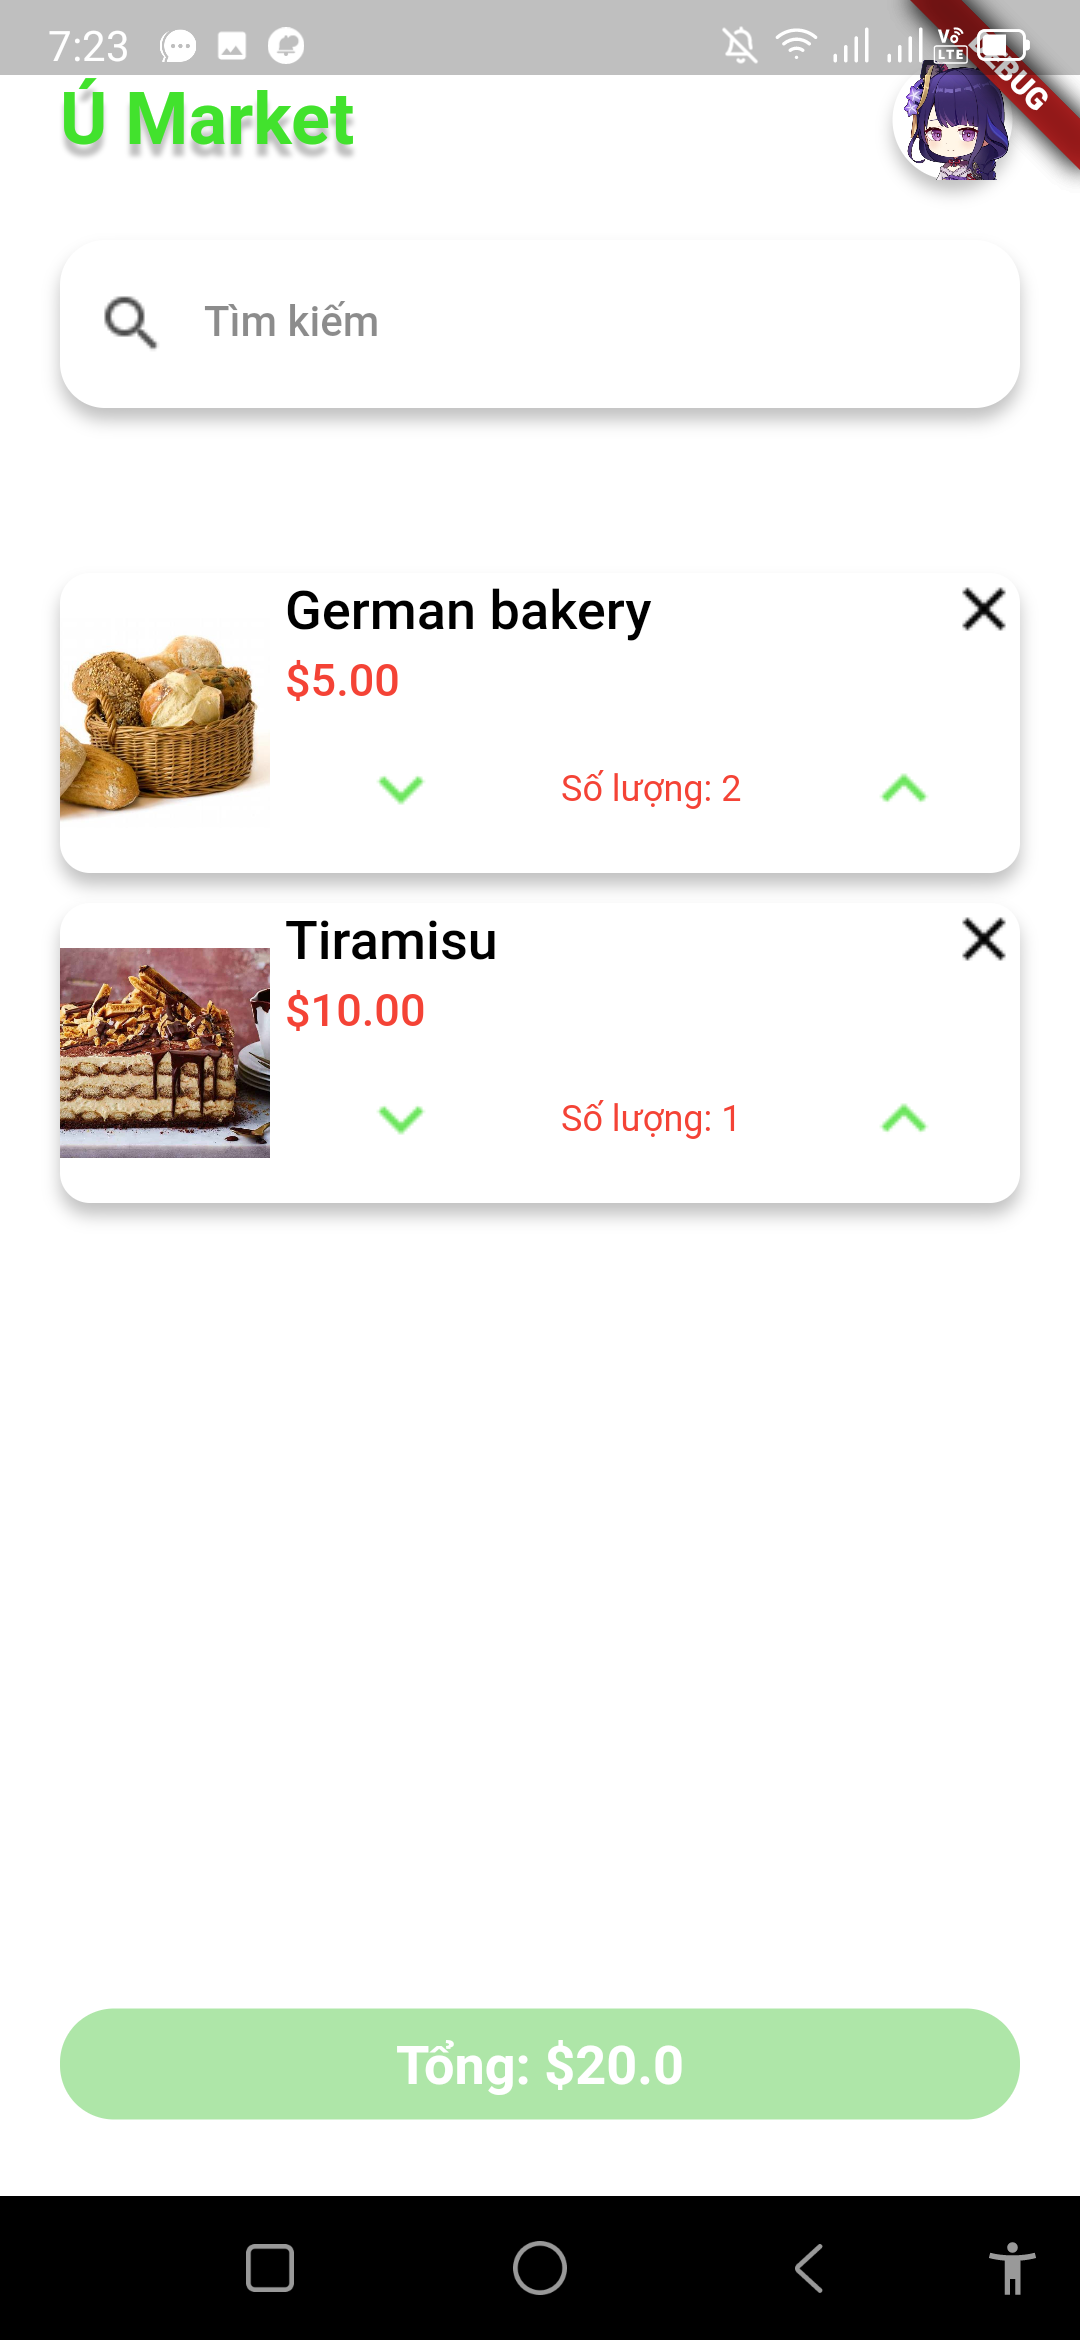 7:23
Vo
LTE
DEBUG
Ú Market
Tìm kiếm
German bakery
$5.00
Số lượng: 2
Tiramisu
$10.00
Số lượng: 1
Tổng: $20.0